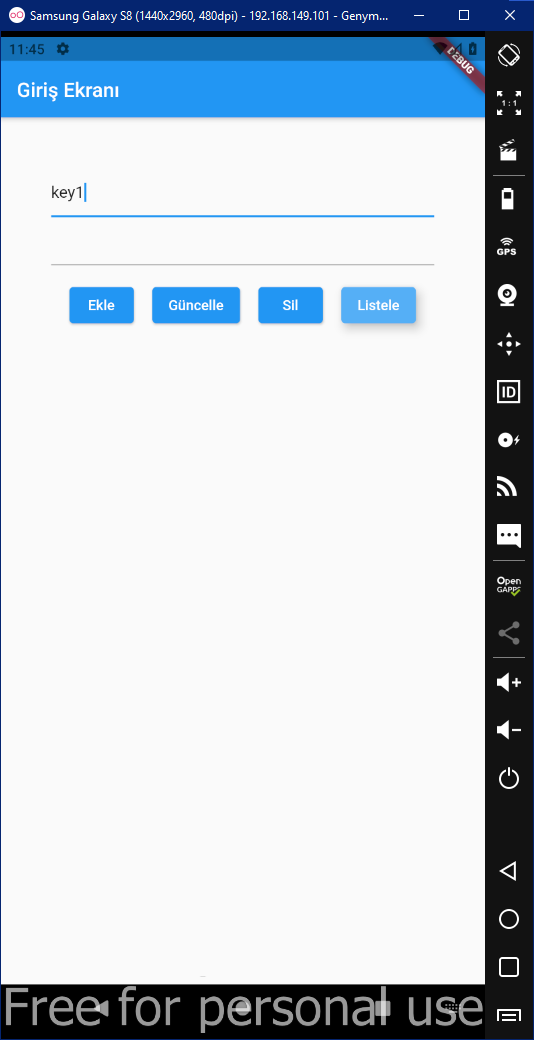 Samsung Galaxy S8 (1440x2960, 480dpi) - 192.168.149.101 - Genym...
11:45
DEBUG
Giriş Ekranı
1 : 1
key1
GPS
Ekle Güncelle Sil Listele
ID
Open
GAPPS
Free for personal use